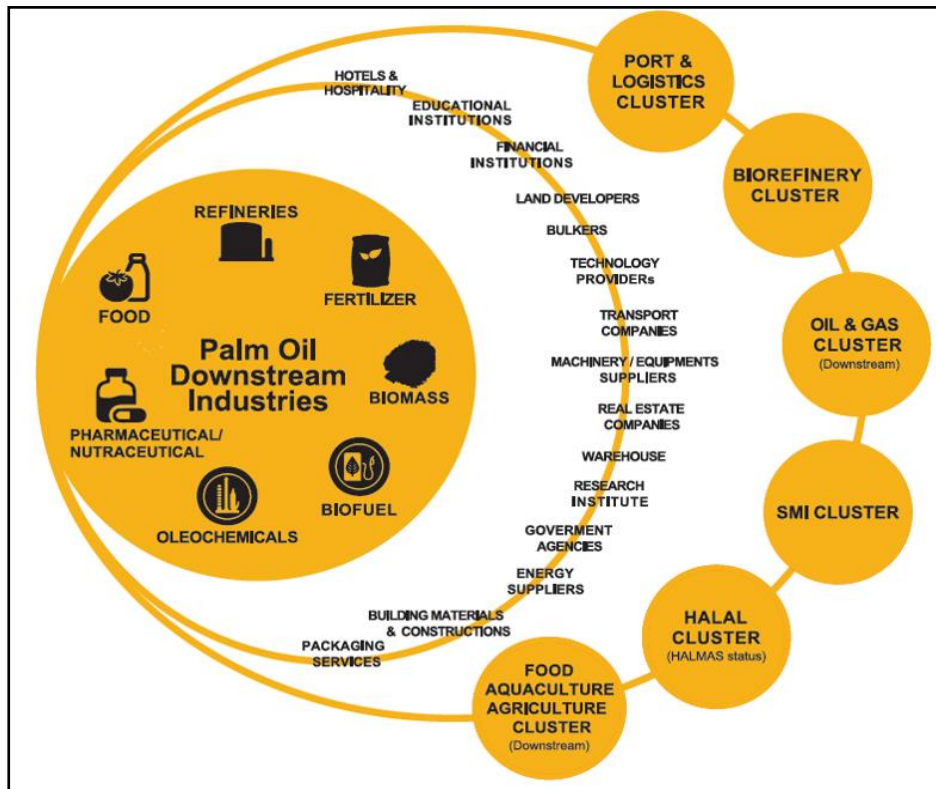 PORT &
LOGISTICS
CLUSTER
BIOREFINERY
CLUSTER
OIL & GAS
CLUSTER
(Downstream)
SMI CLUSTER
HALAL
CLUSTER
(HALMAS status)
FOOD
AQUACULTURE
AGRICULTURE
CLUSTER
(Downstream)
HOTELS &
HOSPITALITY
EDUCATIONAL
INSTITUTIONS
FINANCIAL
INSTITUTIONS
LAND DEVELOPERS
BULKERS
TECHNOLOGY
PROVIDERs
TRANSPORT
COMPANIES
MACHINERY / EQUIPMENTS
SUPPLIERS
REAL ESTATE
COMPANIES
WAREHOUSE
RESEARCH
INSTITUTE
GOVERMENT
AGENCIES
ENERGY
SUPPLIERS
BUILDING MATERIALS
& CONSTRUCTIONS
PACKAGING
SERVICES
REFINERIES
FERTILIZER
FOOD
Palm Oil
Downstream
Industries
BIOMASS
PHARMACEUTICAL/
NUTRACEUTICAL
BIOFUEL
OLEOCHEMICALS